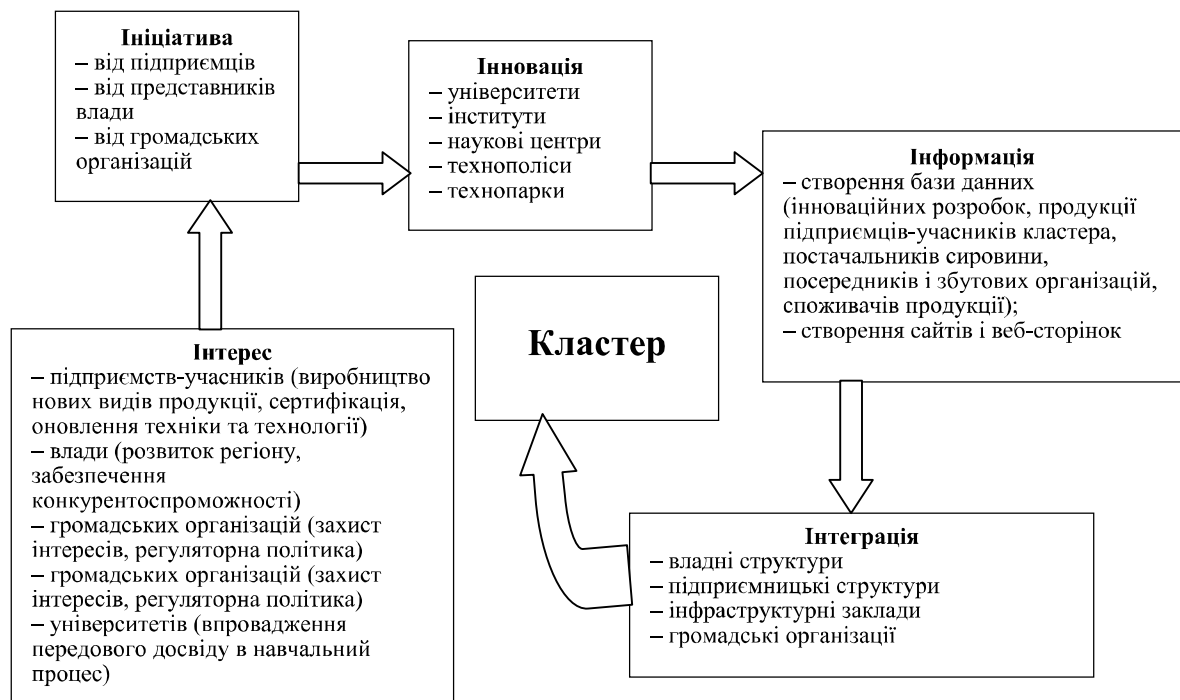 Ініціатива
– від підприємців
– від представників
влади
– від громадських
організацій
Інновація
– університети
– інститути
– наукові центри
– технополіси
– технопарки
Інформація
– створення бази данних
(інноваційних розробок, продукції
підприємців-учасників кластера,
постачальників сировини,
посередників і збутових організацій,
споживачів продукції);
– створення сайтів і веб-сторінок
Кластер
Інтерес
– підприємств-учасників (виробництво
нових видів продукції, сертифікація,
оновлення техніки та технології)
– влади (розвиток регіону,
забезпечення
конкурентоспроможності)
– громадських організацій (захист
інтересів, регуляторна політика)
– громадських організацій (захист
інтересів, регуляторна політика)
– університетів (впровадження
передового досвіду в навчальний
процес)
Інтеграція
– владні структури
– підприємницькі структури
– інфраструктурні заклади
– громадські організації